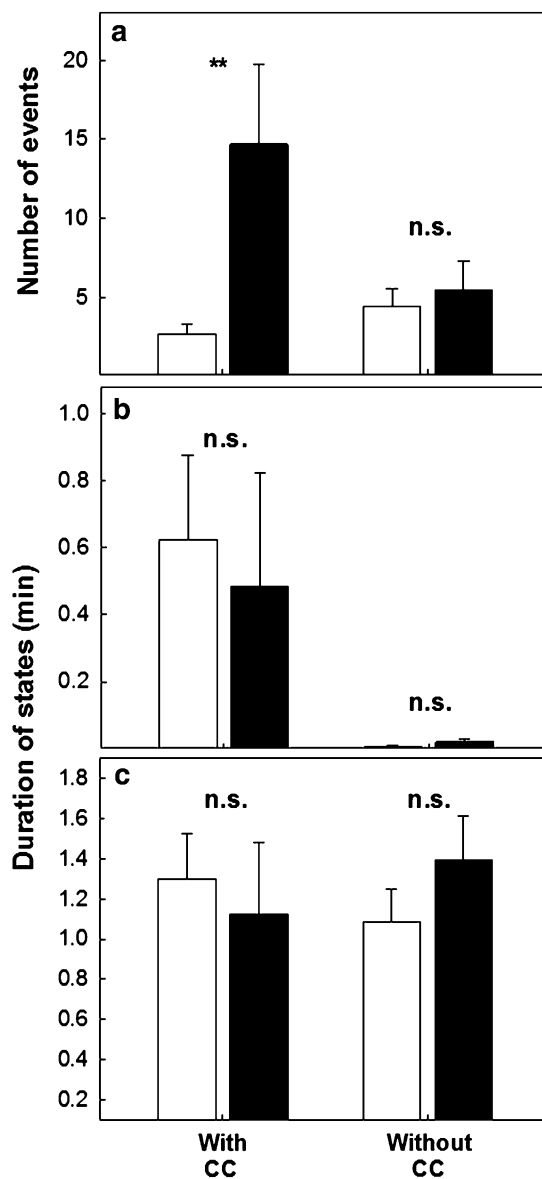 a
**
20
15
10
5
n.s.
Number of events
b
1.0
0.8
0.6
0.4
0.2
n.s.
n.s.
Duration of states (min)
c
1.8
1.6
1.4
1.2
1.0
0.8
0.6
0.4
0.2
n.s.
n.s.
With
CC
Without
CC